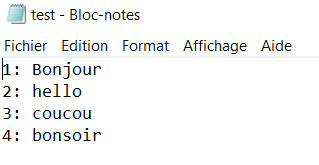 test - Bloc-notes
Fichier Edition Format Affichage Aide
1: Bonjour
2: hello
3: coucou
4: bonsoir